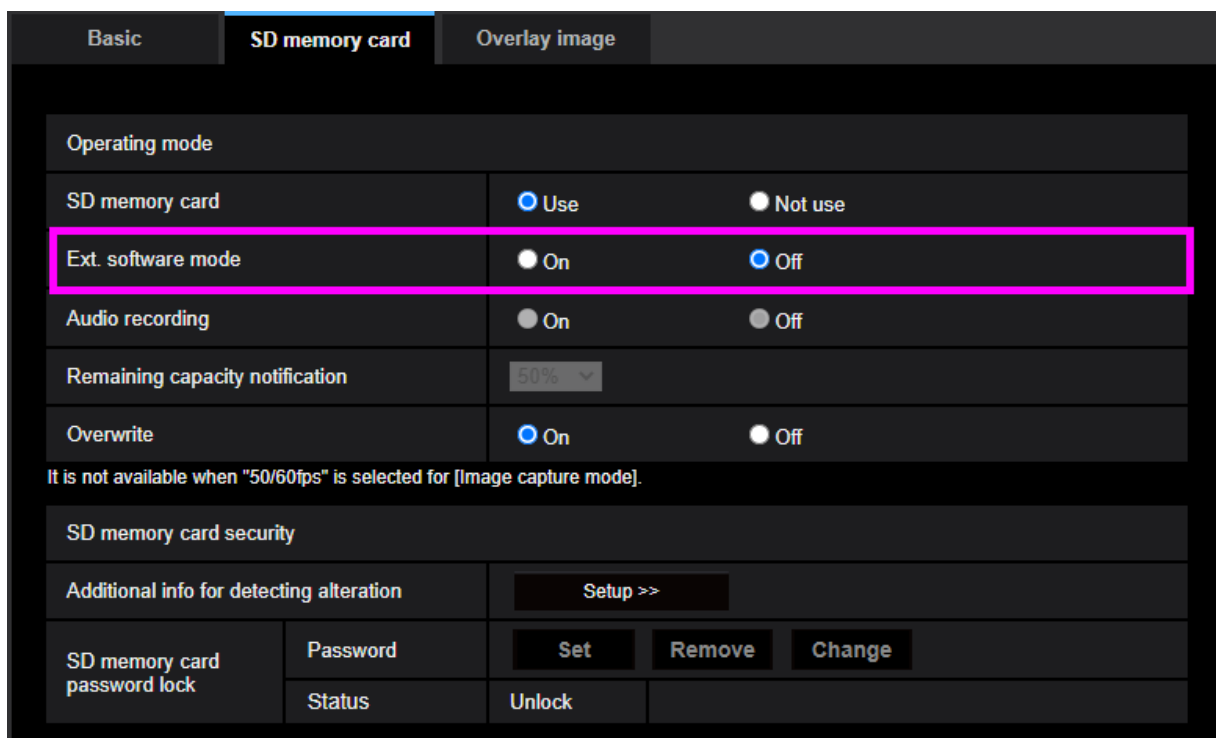 Basic SD memory card Overlay image
Operating mode
SD memory card Use Not use
Ext. software mode On Off
Audio recording On Off
Remaining capacity notification 50%
Overwrite On Off
It is not available when "50/60fps" is selected for [Image capture mode].
SD memory card security
Additional info for detecting alteration Setup >>
SD memory card
password lock
Password Set Remove Change
Status Unlock